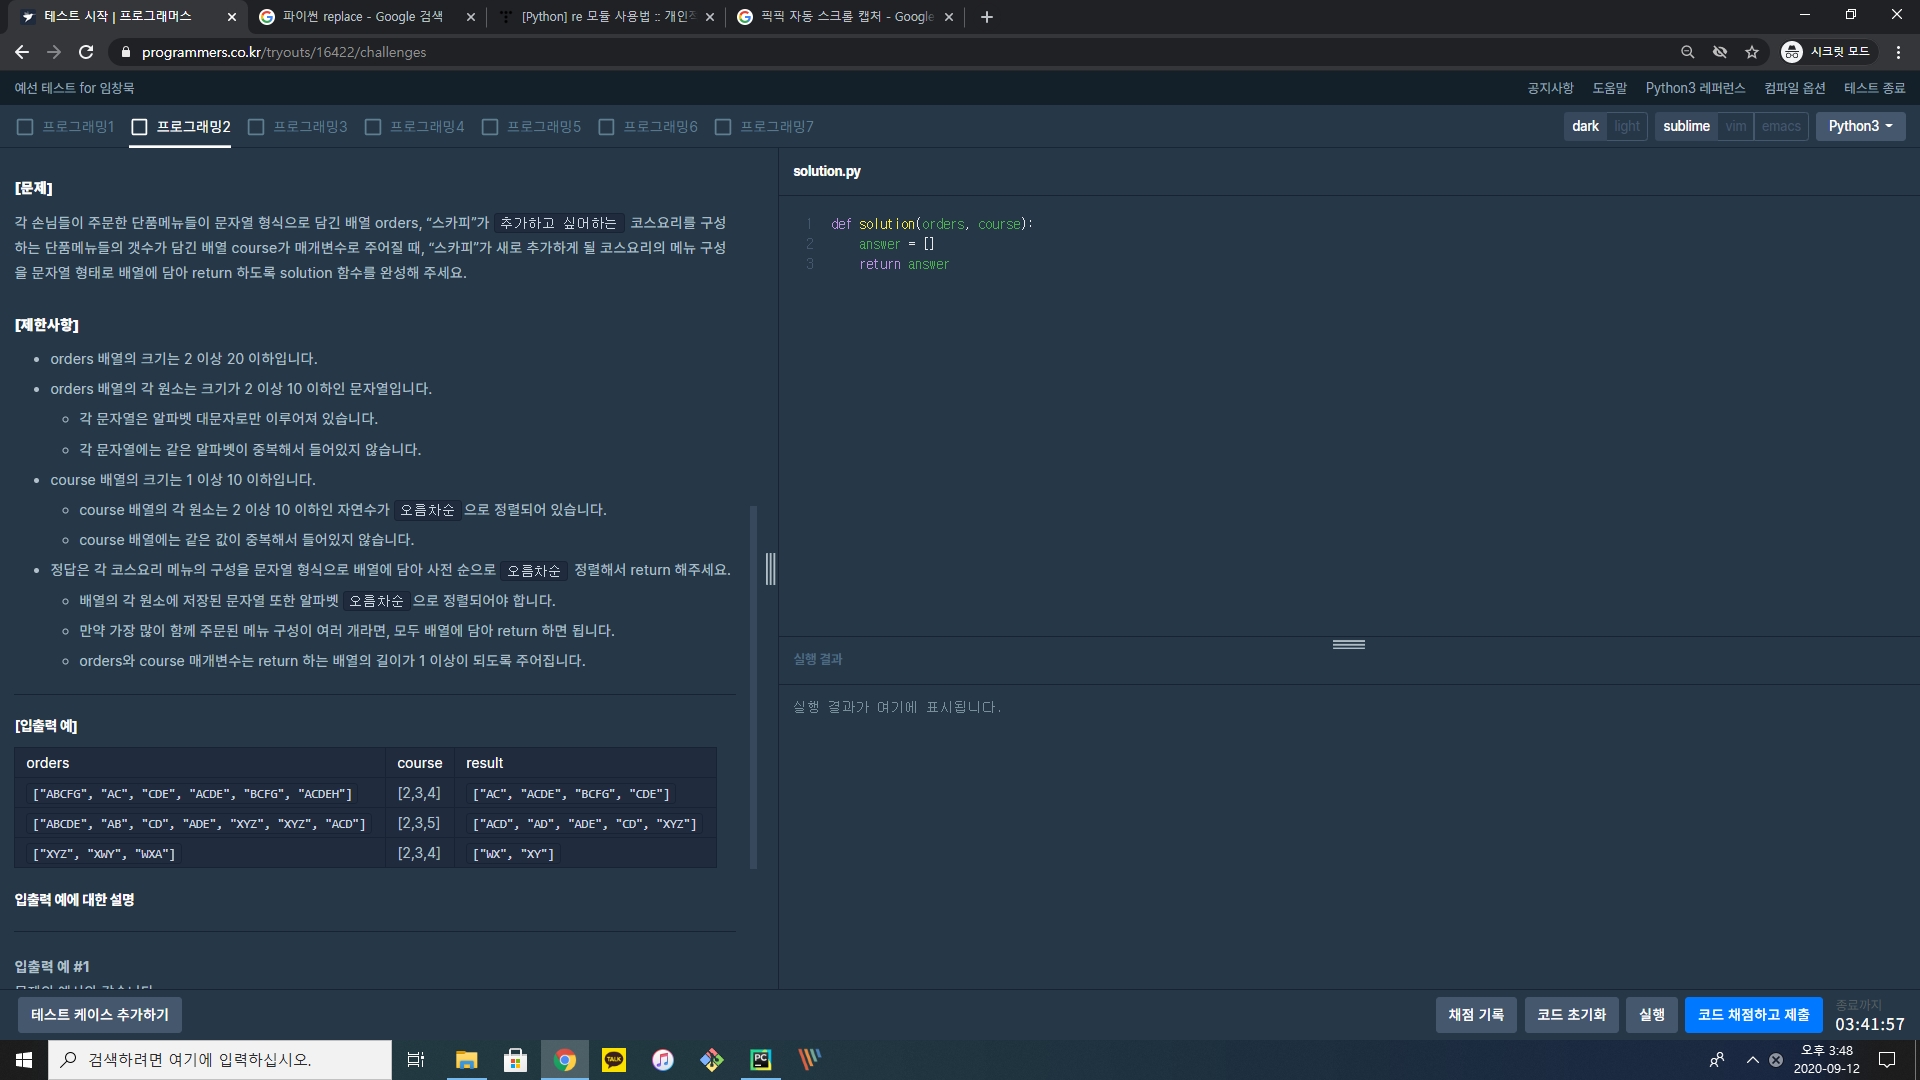 테스트 시작 | 프로그래머스
파이썬 replace - Google 검색
[Python] re 모듈 사용법 :: 개인적
픽픽 자동 스크롤 캡처 - Google
programmers.co.kr/tryouts/16422/challenges
시크릿 모드
예선 테스트 for 임창묵
공지사항 도움말 Python3 레퍼런스 컴파일 옵션 테스트 종료
프로그래밍1 프로그래밍2 프로그래밍3 프로그래밍4 프로그래밍5 프로그래밍6 프로그래밍7
dark light sublime vim emacs Python3
[문제]
각 손님들이 주문한 단품메뉴들이 문자열 형식으로 담긴 배열 orders, “스카피”가 추가하고 싶어하는 코스요리를 구성
하는 단품메뉴들의 갯수가 담긴 배열 course가 매개변수로 주어질 때, “스카피”가 새로 추가하게 될 코스요리의 메뉴 구성
을 문자열 형태로 배열에 담아 return 하도록 solution 함수를 완성해 주세요.
[제한사항]
• orders 배열의 크기는 2 이상 20 이하입니다.
• orders 배열의 각 원소는 크기가 2 이상 10 이하인 문자열입니다.
◦ 각 문자열은 알파벳 대문자로만 이루어져 있습니다.
◦ 각 문자열에는 같은 알파벳이 중복해서 들어있지 않습니다.
• course 배열의 크기는 1 이상 10 이하입니다.
◦ course 배열의 각 원소는 2 이상 10 이하인 자연수가 오름차순 으로 정렬되어 있습니다.
◦ course 배열에는 같은 값이 중복해서 들어있지 않습니다.
• 정답은 각 코스요리 메뉴의 구성을 문자열 형식으로 배열에 담아 사전 순으로 오름차순 정렬해서 return 해주세요.
◦ 배열의 각 원소에 저장된 문자열 또한 알파벳 오름차순 으로 정렬되어야 합니다.
◦ 만약 가장 많이 함께 주문된 메뉴 구성이 여러 개라면, 모두 배열에 담아 return 하면 됩니다.
◦ orders와 course 매개변수는 return 하는 배열의 길이가 1 이상이 되도록 주어집니다.
[입출력 예]
orders course result
["ABCFG", "AC", "CDE", "ACDE", "BCFG", "ACDEH"] [2,3,4] ["AC", "ACDE", "BCFG", "CDE"]
["ABCDE", "AB", "CD", "ADE", "XYZ", "XYZ", "ACD"] [2,3,5] ["ACD", "AD", "ADE", "CD", "XYZ"]
["XYZ", "XWY", "WXA"] [2,3,4] ["WX", "XY"]
입출력 예에 대한 설명
입출력 예 #1
solution.py
1 def solution(orders, course):
2 answer = []
3 return answer
실행 결과
실행 결과가 여기에 표시됩니다.
테스트 케이스 추가하기
채점 기록 코드 초기화 실행 코드 채점하고 제출
종료까지
03:41:57
검색하려면 여기에 입력하십시오.
TALK
PC
오후 3:48
2020-09-12